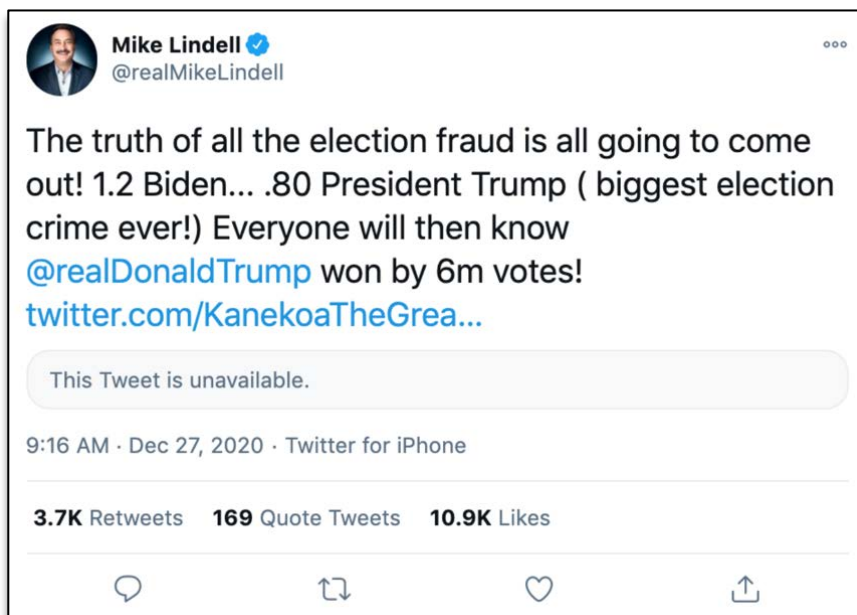 Mike Lindell
@realMikeLindell
The truth of all the election fraud is all going to come
out! 1.2 Biden... .80 President Trump ( biggest election
crime ever!) Everyone will then know
@realDonaldTrump won by 6m votes!
twitter.com/KanekoaTheGrea...
This Tweet is unavailable.
9:16 AM · Dec 27, 2020 · Twitter for iPhone
3.7K Retweets 169 Quote Tweets 10.9K Likes